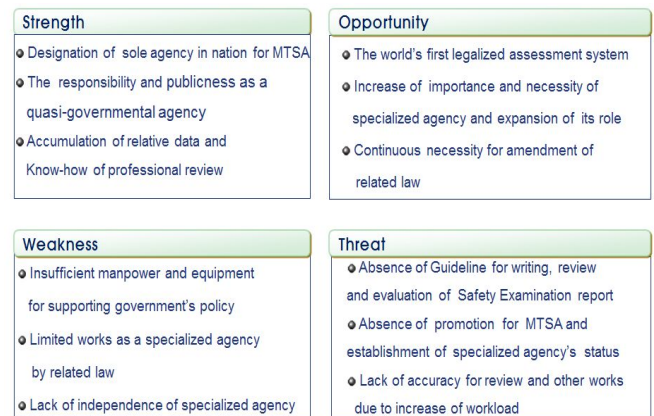 Strength
Designation of sole agency in nation for MTSA
The responsibility and publicness as a
quasi-governmental agency
Accumulation of relative data and
Know-how of professional review
Opportunity
The world's first legalized assessment system
Increase of importance and necessity of
specialized agency and expansion of its role
Continuous necessity for amendment of
related law
Weakness
Insufficient manpower and equipment
for supporting government's policy
Limited works as a specialized agency
by related law
Lack of independence of specialized agency
Threat
Absence of Guideline for writing, review
and evaluation of Safety Examination report
Absence of promotion for MTSA and
establishment of specialized agency's status
Lack of accuracy for review and other works
due to increase of workload